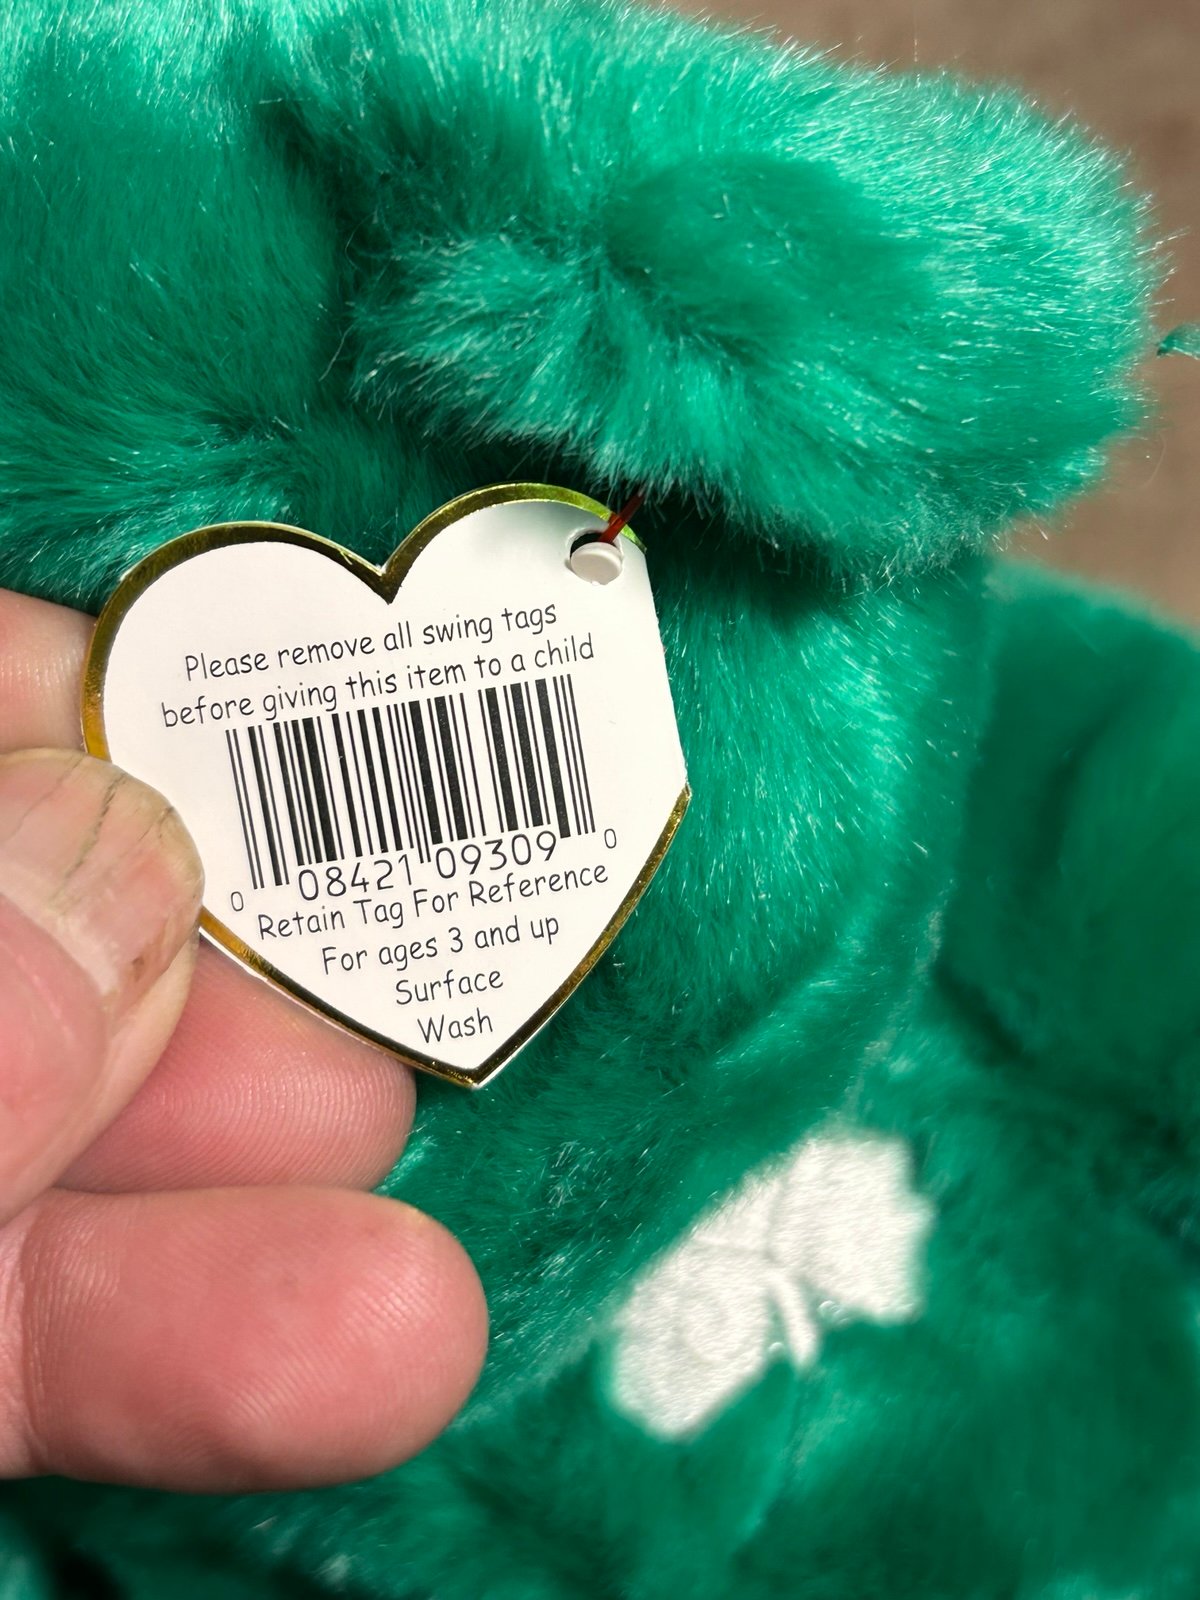 Please remove all swing tags
before giving this item to a child
0 08421 09309 0
Retain Tag For Reference
For ages 3 and up
Surface
Wash